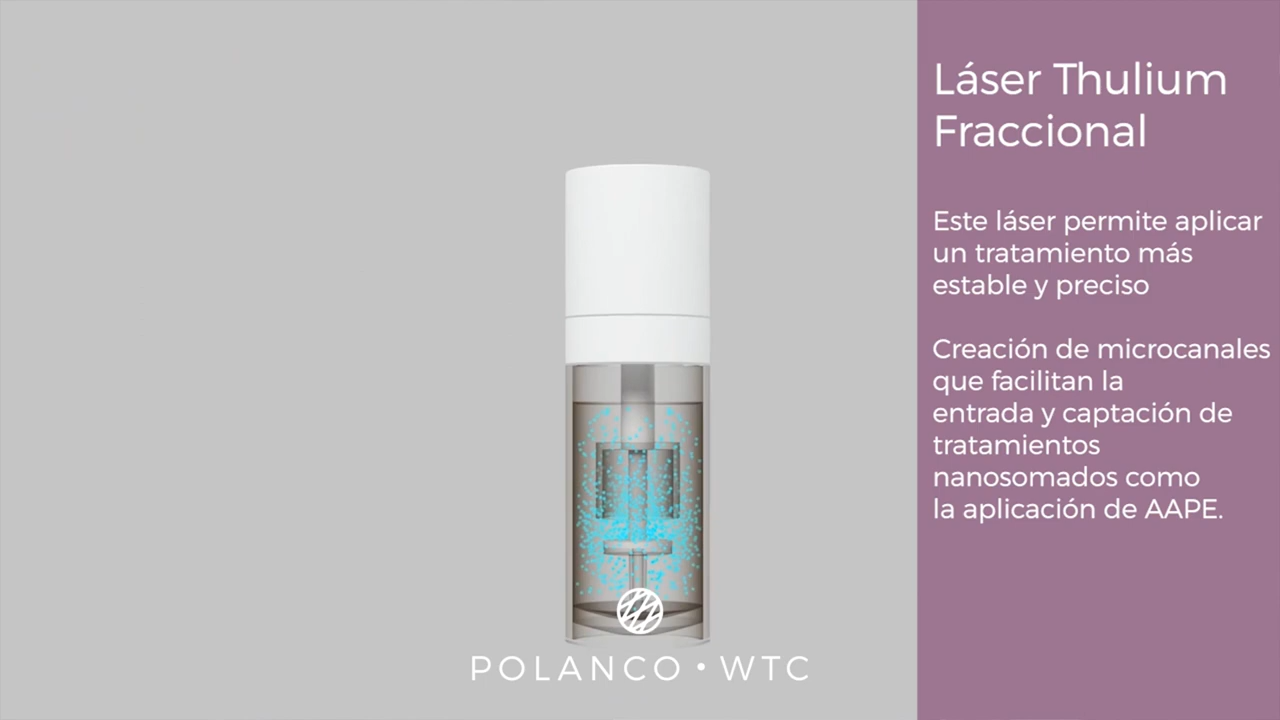 Láser Thulium
Fraccional
Este láser permite aplicar
un tratamiento más
estable y preciso
Creación de microcanales
que facilitan la
entrada y captación de
tratamientos
nanosomados como
la aplicación de AAPE.
POLANCO • WTC